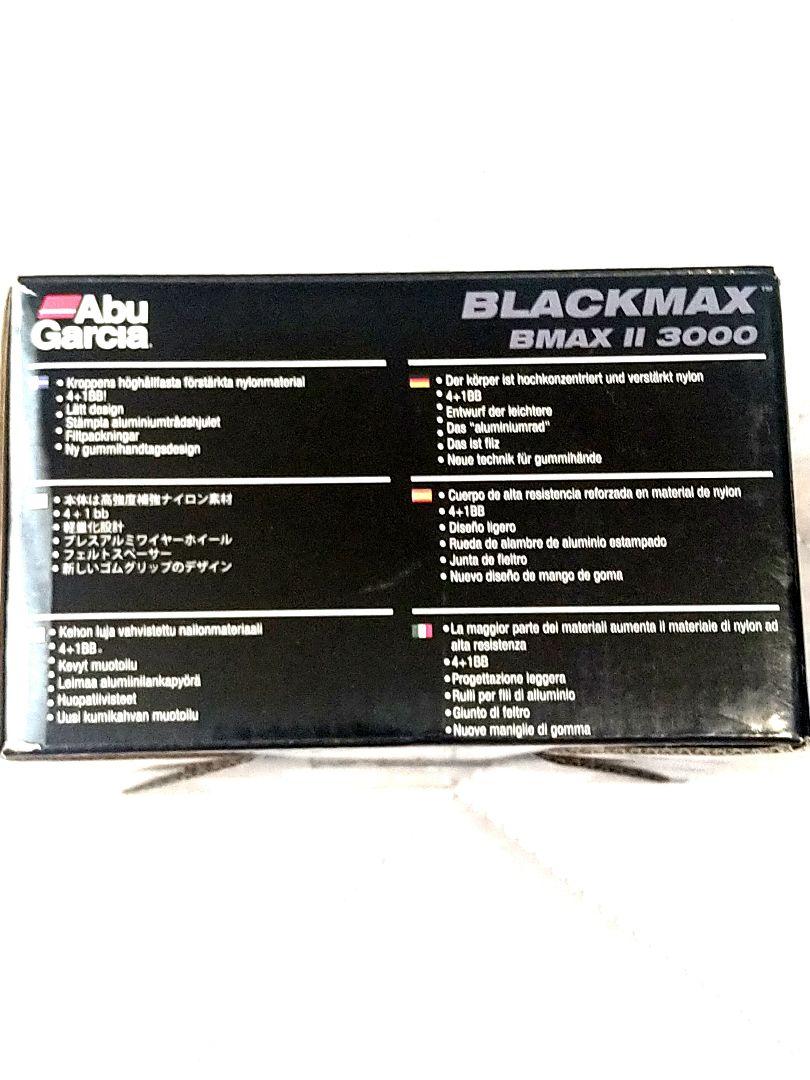 Abu
Garcia
BLACKMAX™
BMAX II 3000
• Kroppens höghållfasta förstärkta nylonmaterial
• 4+1BB!
• Lätt design
• Stämpla aluminiumtrådshjulet
• Filtpackningar
• Ny gummihandtagsdesign
• Der körper ist hochkonzentriert und verstärkt nylon
• 4+1BB
• Entwurf der leichtere
• Das "aluminiumrad"
• Das ist filz
• Neue technik für gummihände
• 本体は高強度補強ナイロン素材
• 4+1bb
• 軽量化設計
• プレスアルミワイヤーホイール
• フェルトスペーサー
• 新しいゴムグリップのデザイン
• Cuerpo de alta resistencia reforzada en material de nylon
• 4+1BB
• Diseño ligero
• Rueda de alambre de aluminio estampado
• Junta de fieltro
• Nuevo diseño de mango de goma
• Kehon luja vahvistettu nailonmateriaali
• 4+1BB.
• Kevyt muotoilu
• Leimaa alumiinilankapyörä
• Huopatiivisteet
• Uusi kumikahvan muotoilu
• La maggior parte dei materiali aumenta il materiale di nylon ad
alta resistenza
• 4+1BB
• Progettazione leggera
• Rulli per fili di alluminio
• Giunto di feltro
• Nuove maniglie di gomma